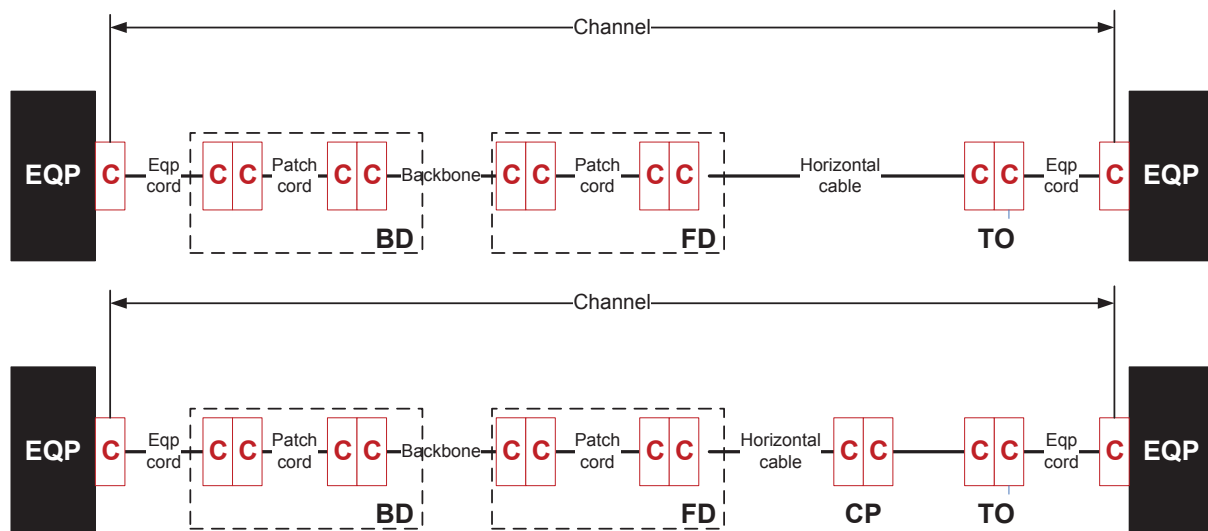 Channel
EQP C Eqp cord C C Patch cord C C Backbone C C Patch cord C C Horizontal cable C C Eqp cord C EQP
BD FD TO
Channel
EQP C Eqp cord C C Patch cord C C Backbone C C Patch cord C C Horizontal cable C C C C Eqp cord C EQP
BD FD CP TO